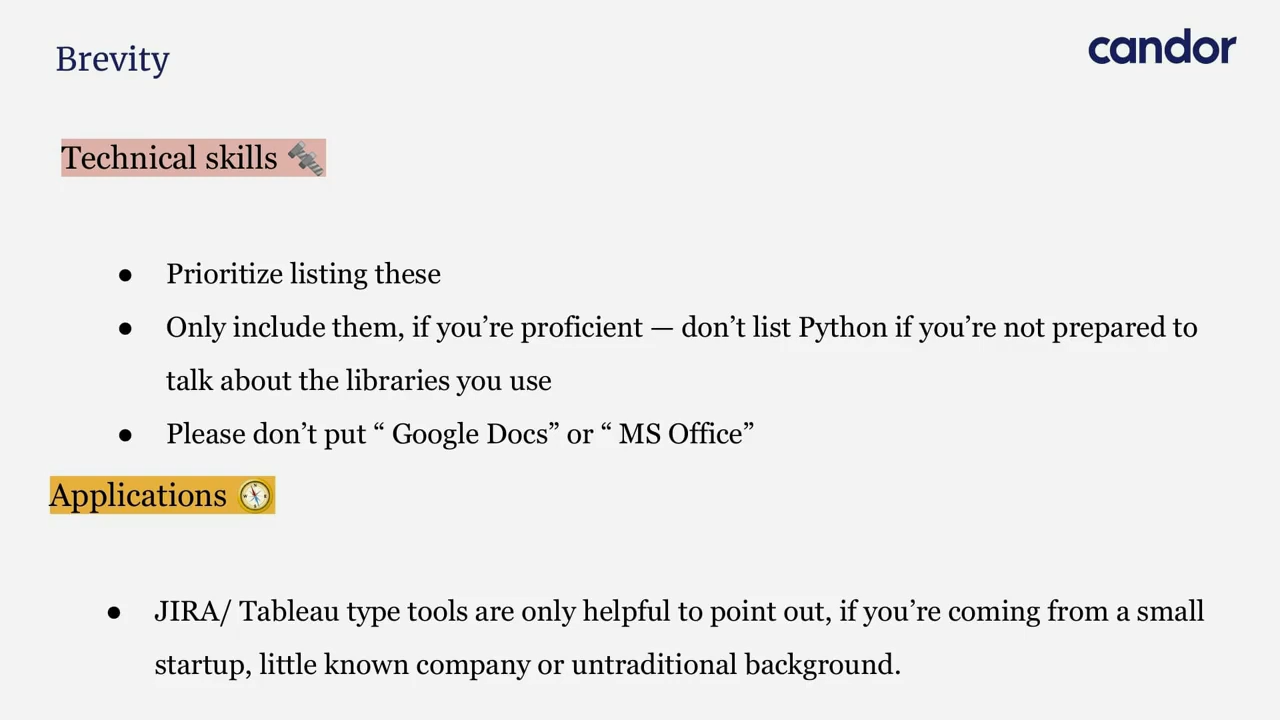 Brevity
candor
Technical skills 🔩
● Prioritize listing these
● Only include them, if you’re proficient — don’t list Python if you’re not prepared to
talk about the libraries you use
● Please don’t put “ Google Docs” or “ MS Office”
Applications 🧭
● JIRA/ Tableau type tools are only helpful to point out, if you’re coming from a small
startup, little known company or untraditional background.